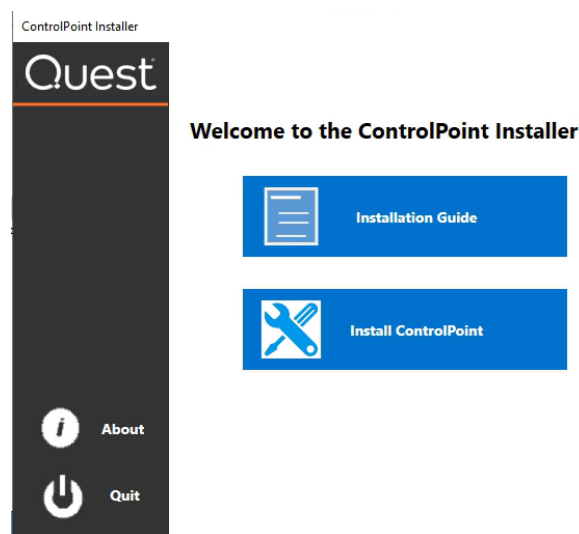 ControlPoint Installer
Quest
Welcome to the ControlPoint Installer
Installation Guide
Install ControlPoint
i About
Quit